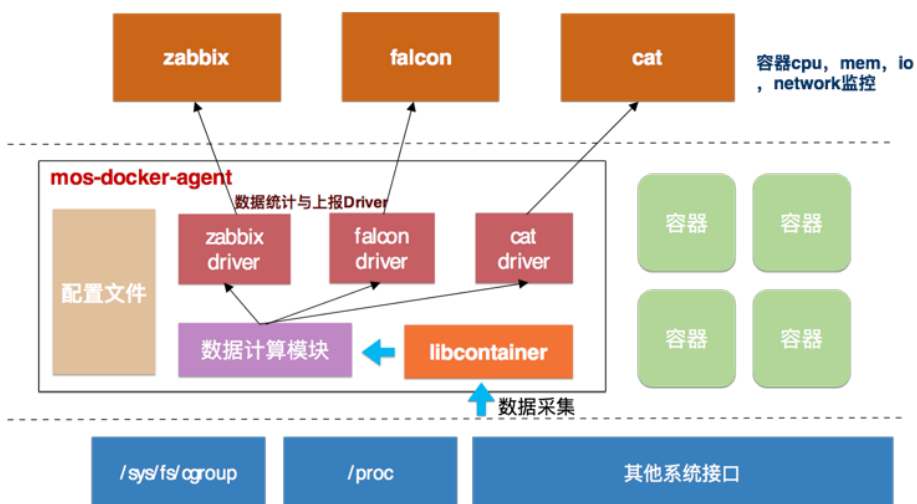 zabbix
falcon
cat
容器cpu，mem，io
，network监控
mos-docker-agent
数据统计与上报Driver
配置文件
zabbix
driver
falcon
driver
cat
driver
数据计算模块
libcontainer
容器
容器
容器
容器
数据采集
/sys/fs/cgroup
/proc
其他系统接口